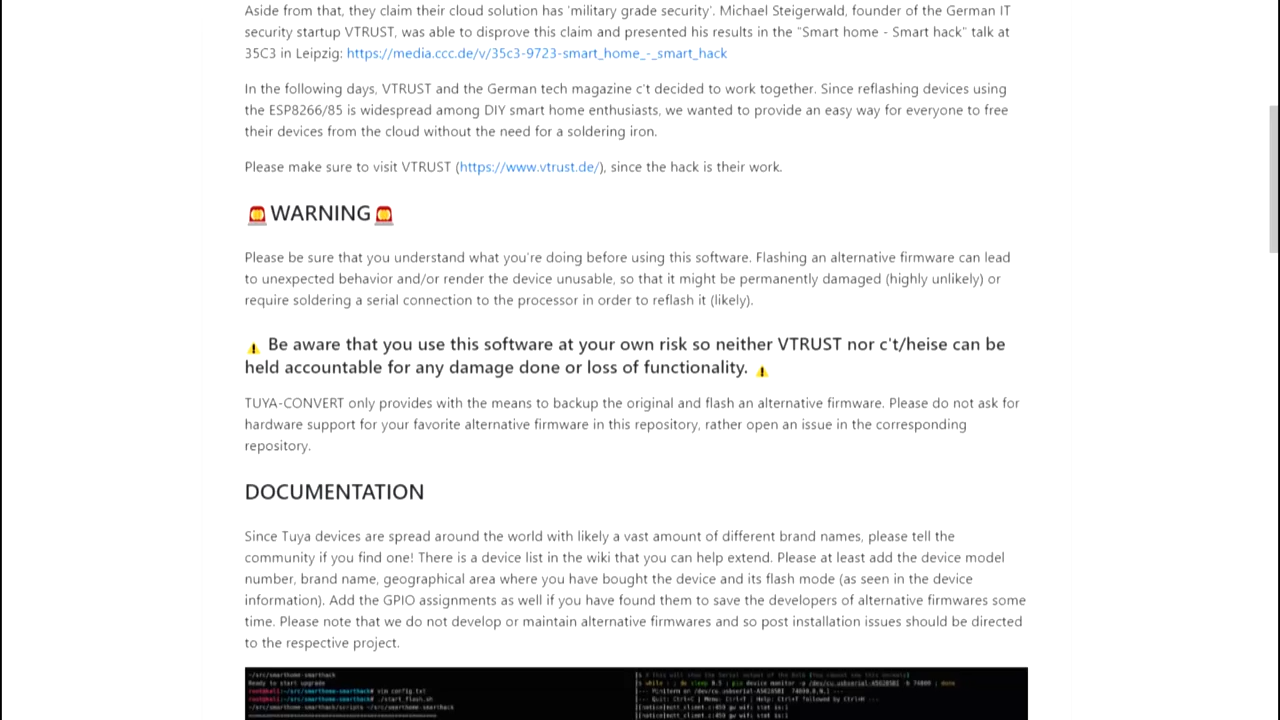 Aside from that, they claim their cloud solution has 'military grade security'. Michael Steigerwald, founder of the German IT
security startup VTRUST, was able to disprove this claim and presented his results in the "Smart home - Smart hack" talk at
35C3 in Leipzig: https://media.ccc.de/v/35c3-9723-smart_home_-_smart_hack
In the following days, VTRUST and the German tech magazine c't decided to work together. Since reflashing devices using
the ESP8266/85 is widespread among DIY smart home enthusiasts, we wanted to provide an easy way for everyone to free
their devices from the cloud without the need for a soldering iron.
Please make sure to visit VTRUST (https://www.vtrust.de/), since the hack is their work.
🚨 WARNING 🚨
Please be sure that you understand what you're doing before using this software. Flashing an alternative firmware can lead
to unexpected behavior and/or render the device unusable, so that it might be permanently damaged (highly unlikely) or
require soldering a serial connection to the processor in order to reflash it (likely).
⚠️ Be aware that you use this software at your own risk so neither VTRUST nor c't/heise can be
held accountable for any damage done or loss of functionality. ⚠️
TUYA-CONVERT only provides with the means to backup the original and flash an alternative firmware. Please do not ask for
hardware support for your favorite alternative firmware in this repository, rather open an issue in the corresponding
repository.
DOCUMENTATION
Since Tuya devices are spread around the world with likely a vast amount of different brand names, please tell the
community if you find one! There is a device list in the wiki that you can help extend. Please at least add the device model
number, brand name, geographical area where you have bought the device and its flash mode (as seen in the device
information). Add the GPIO assignments as well if you have found them to save the developers of alternative firmwares some
time. Please note that we do not develop or maintain alternative firmwares and so post installation issues should be directed
to the respective project.
~/src/smarthome-smarthack
Ready to start upgrade